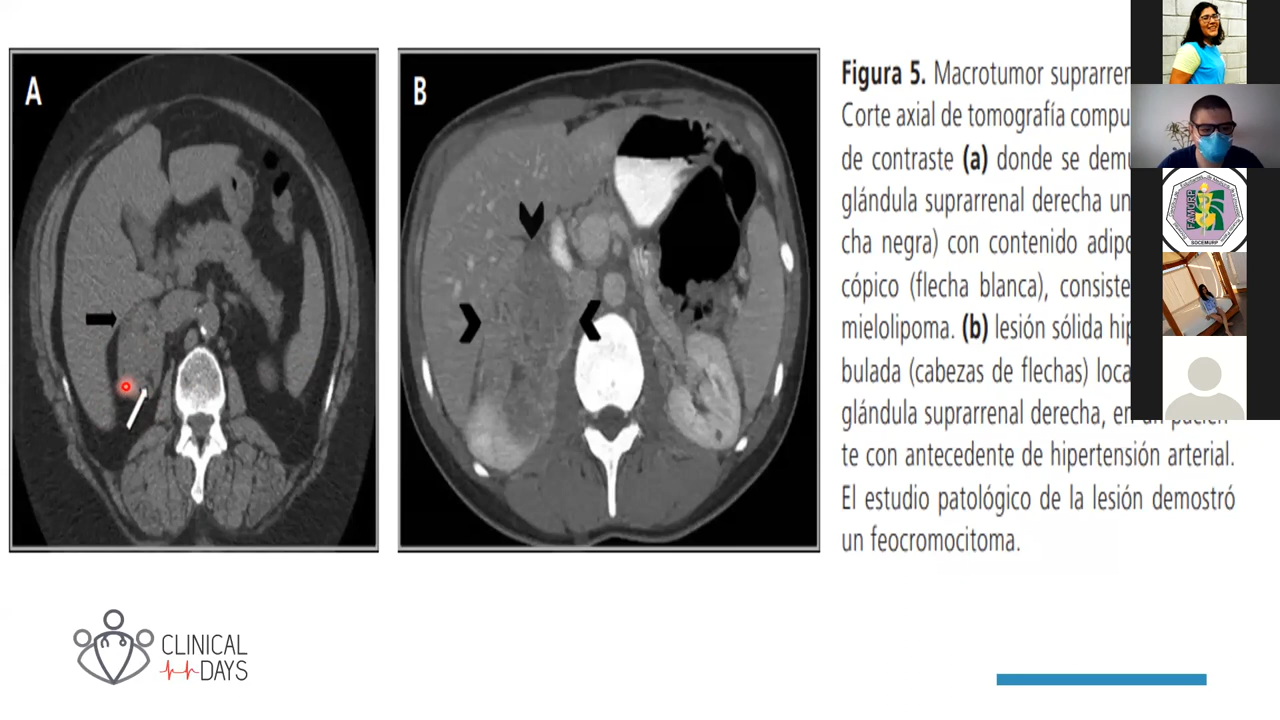 A
B
Figura 5. Macrotumor suprarren
Corte axial de tomografía compu
de contraste (a) donde se demu
glándula suprarrenal derecha un
cha negra) con contenido adipo
cópico (flecha blanca), consiste
mielolipoma. (b) lesión sólida hip
bulada (cabezas de flechas) loca
glándula suprarrenal derecha, en un pacien-
te con antecedente de hipertensión arterial.
El estudio patológico de la lesión demostró
un feocromocitoma.
FAMURP
SOCEMURP
CLINICAL
DAYS